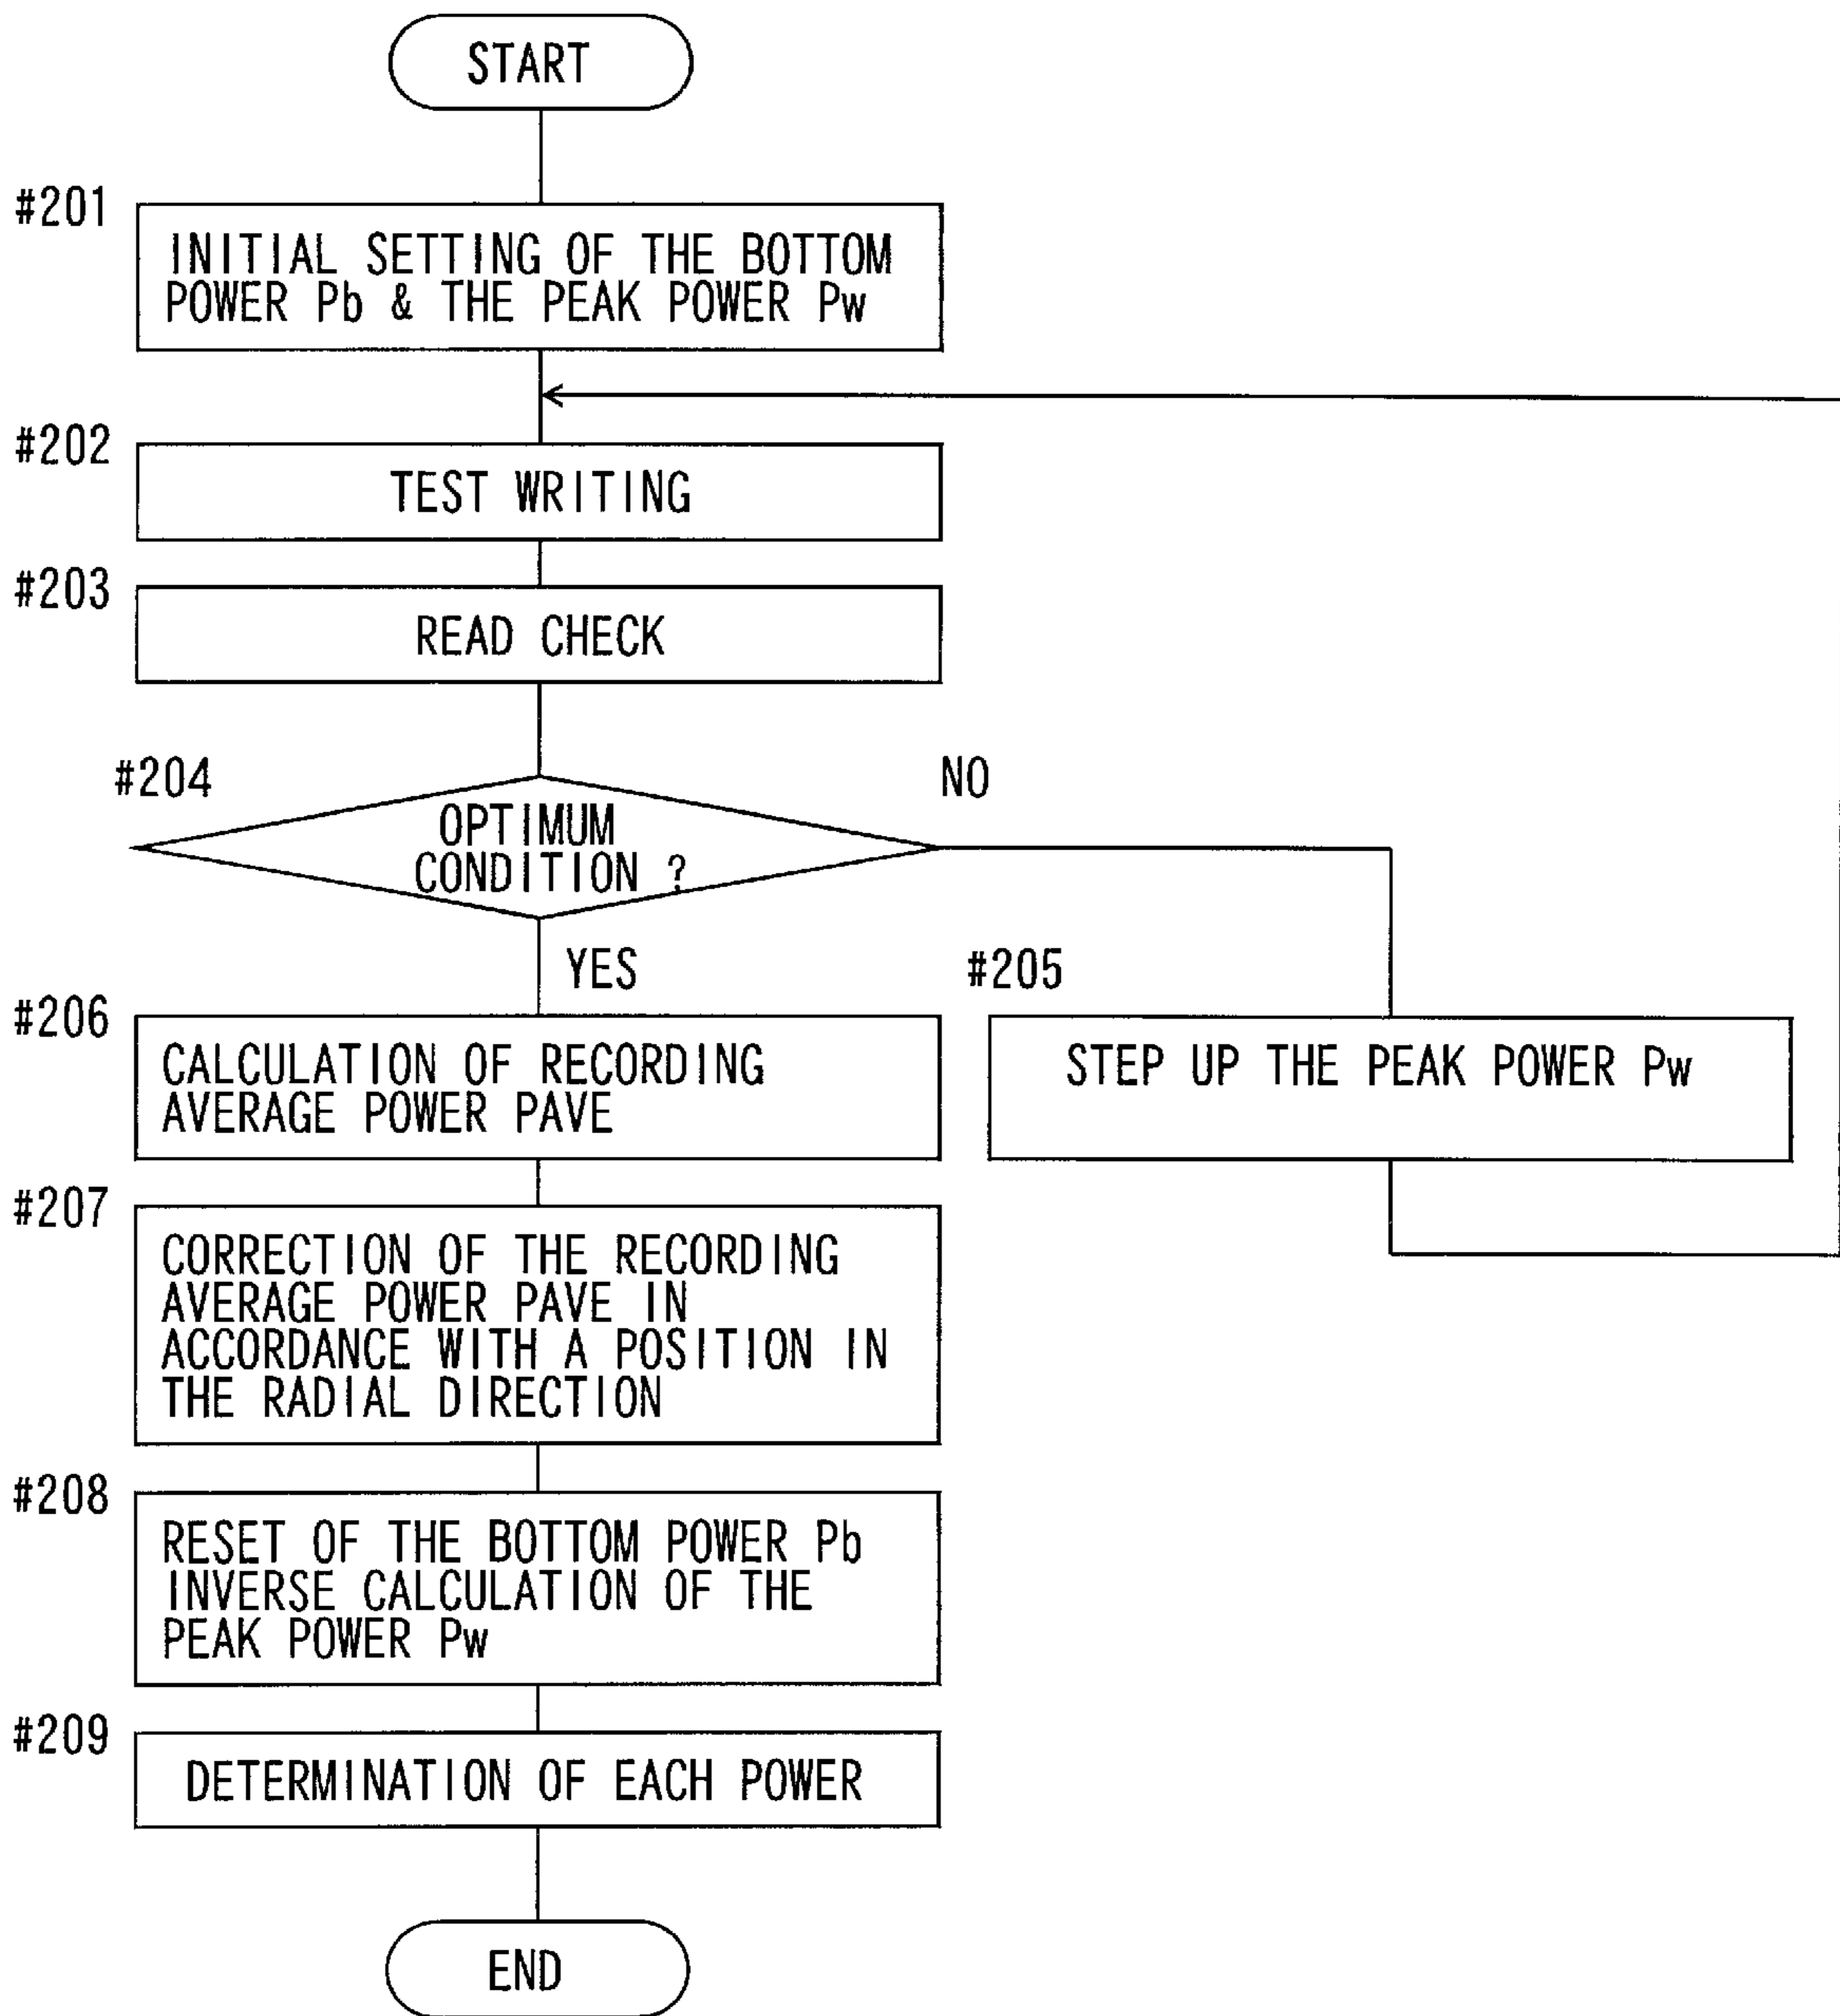 START
#201
INITIAL SETTING OF THE BOTTOM
POWER Pb & THE PEAK POWER Pw
#202
TEST WRITING
#203
READ CHECK
#204
OPTIMUM
CONDITION ?
NO
YES
#205
STEP UP THE PEAK POWER Pw
#206
CALCULATION OF RECORDING
AVERAGE POWER PAVE
#207
CORRECTION OF THE RECORDING
AVERAGE POWER PAVE IN
ACCORDANCE WITH A POSITION IN
THE RADIAL DIRECTION
#208
RESET OF THE BOTTOM POWER Pb
INVERSE CALCULATION OF THE
PEAK POWER Pw
#209
DETERMINATION OF EACH POWER
END